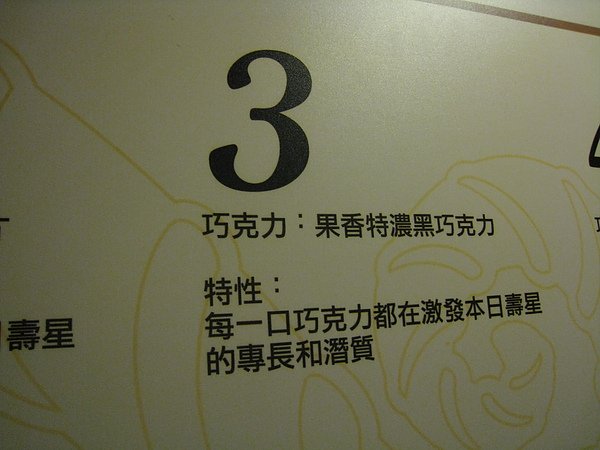 3
巧克力：果香特濃黑巧克力
特性：
每一口巧克力都在激發本日壽星
的專長和潛質
壽星